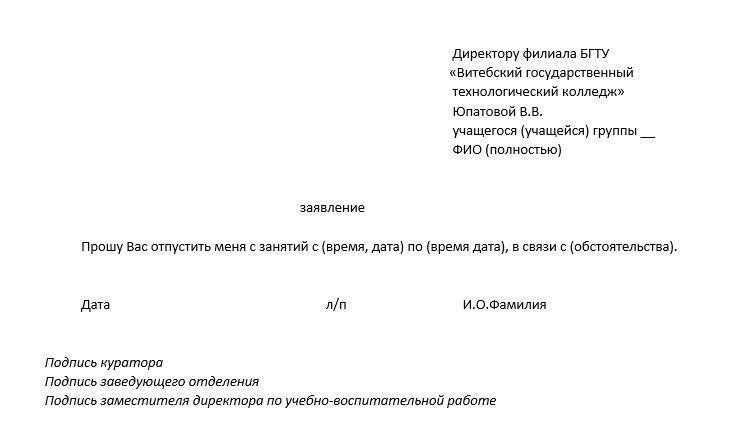 Директору филиала БГТУ
«Витебский государственный
технологический колледж»
Юпатовой В.В.
учащегося (учащейся) группы __
ФИО (полностью)
заявление
Прошу Вас отпустить меня с занятий с (время, дата) по (время дата), в связи с (обстоятельства).
Дата л/п И.О.Фамилия
Подпись куратора
Подпись заведующего отделения
Подпись заместителя директора по учебно-воспитательной работе